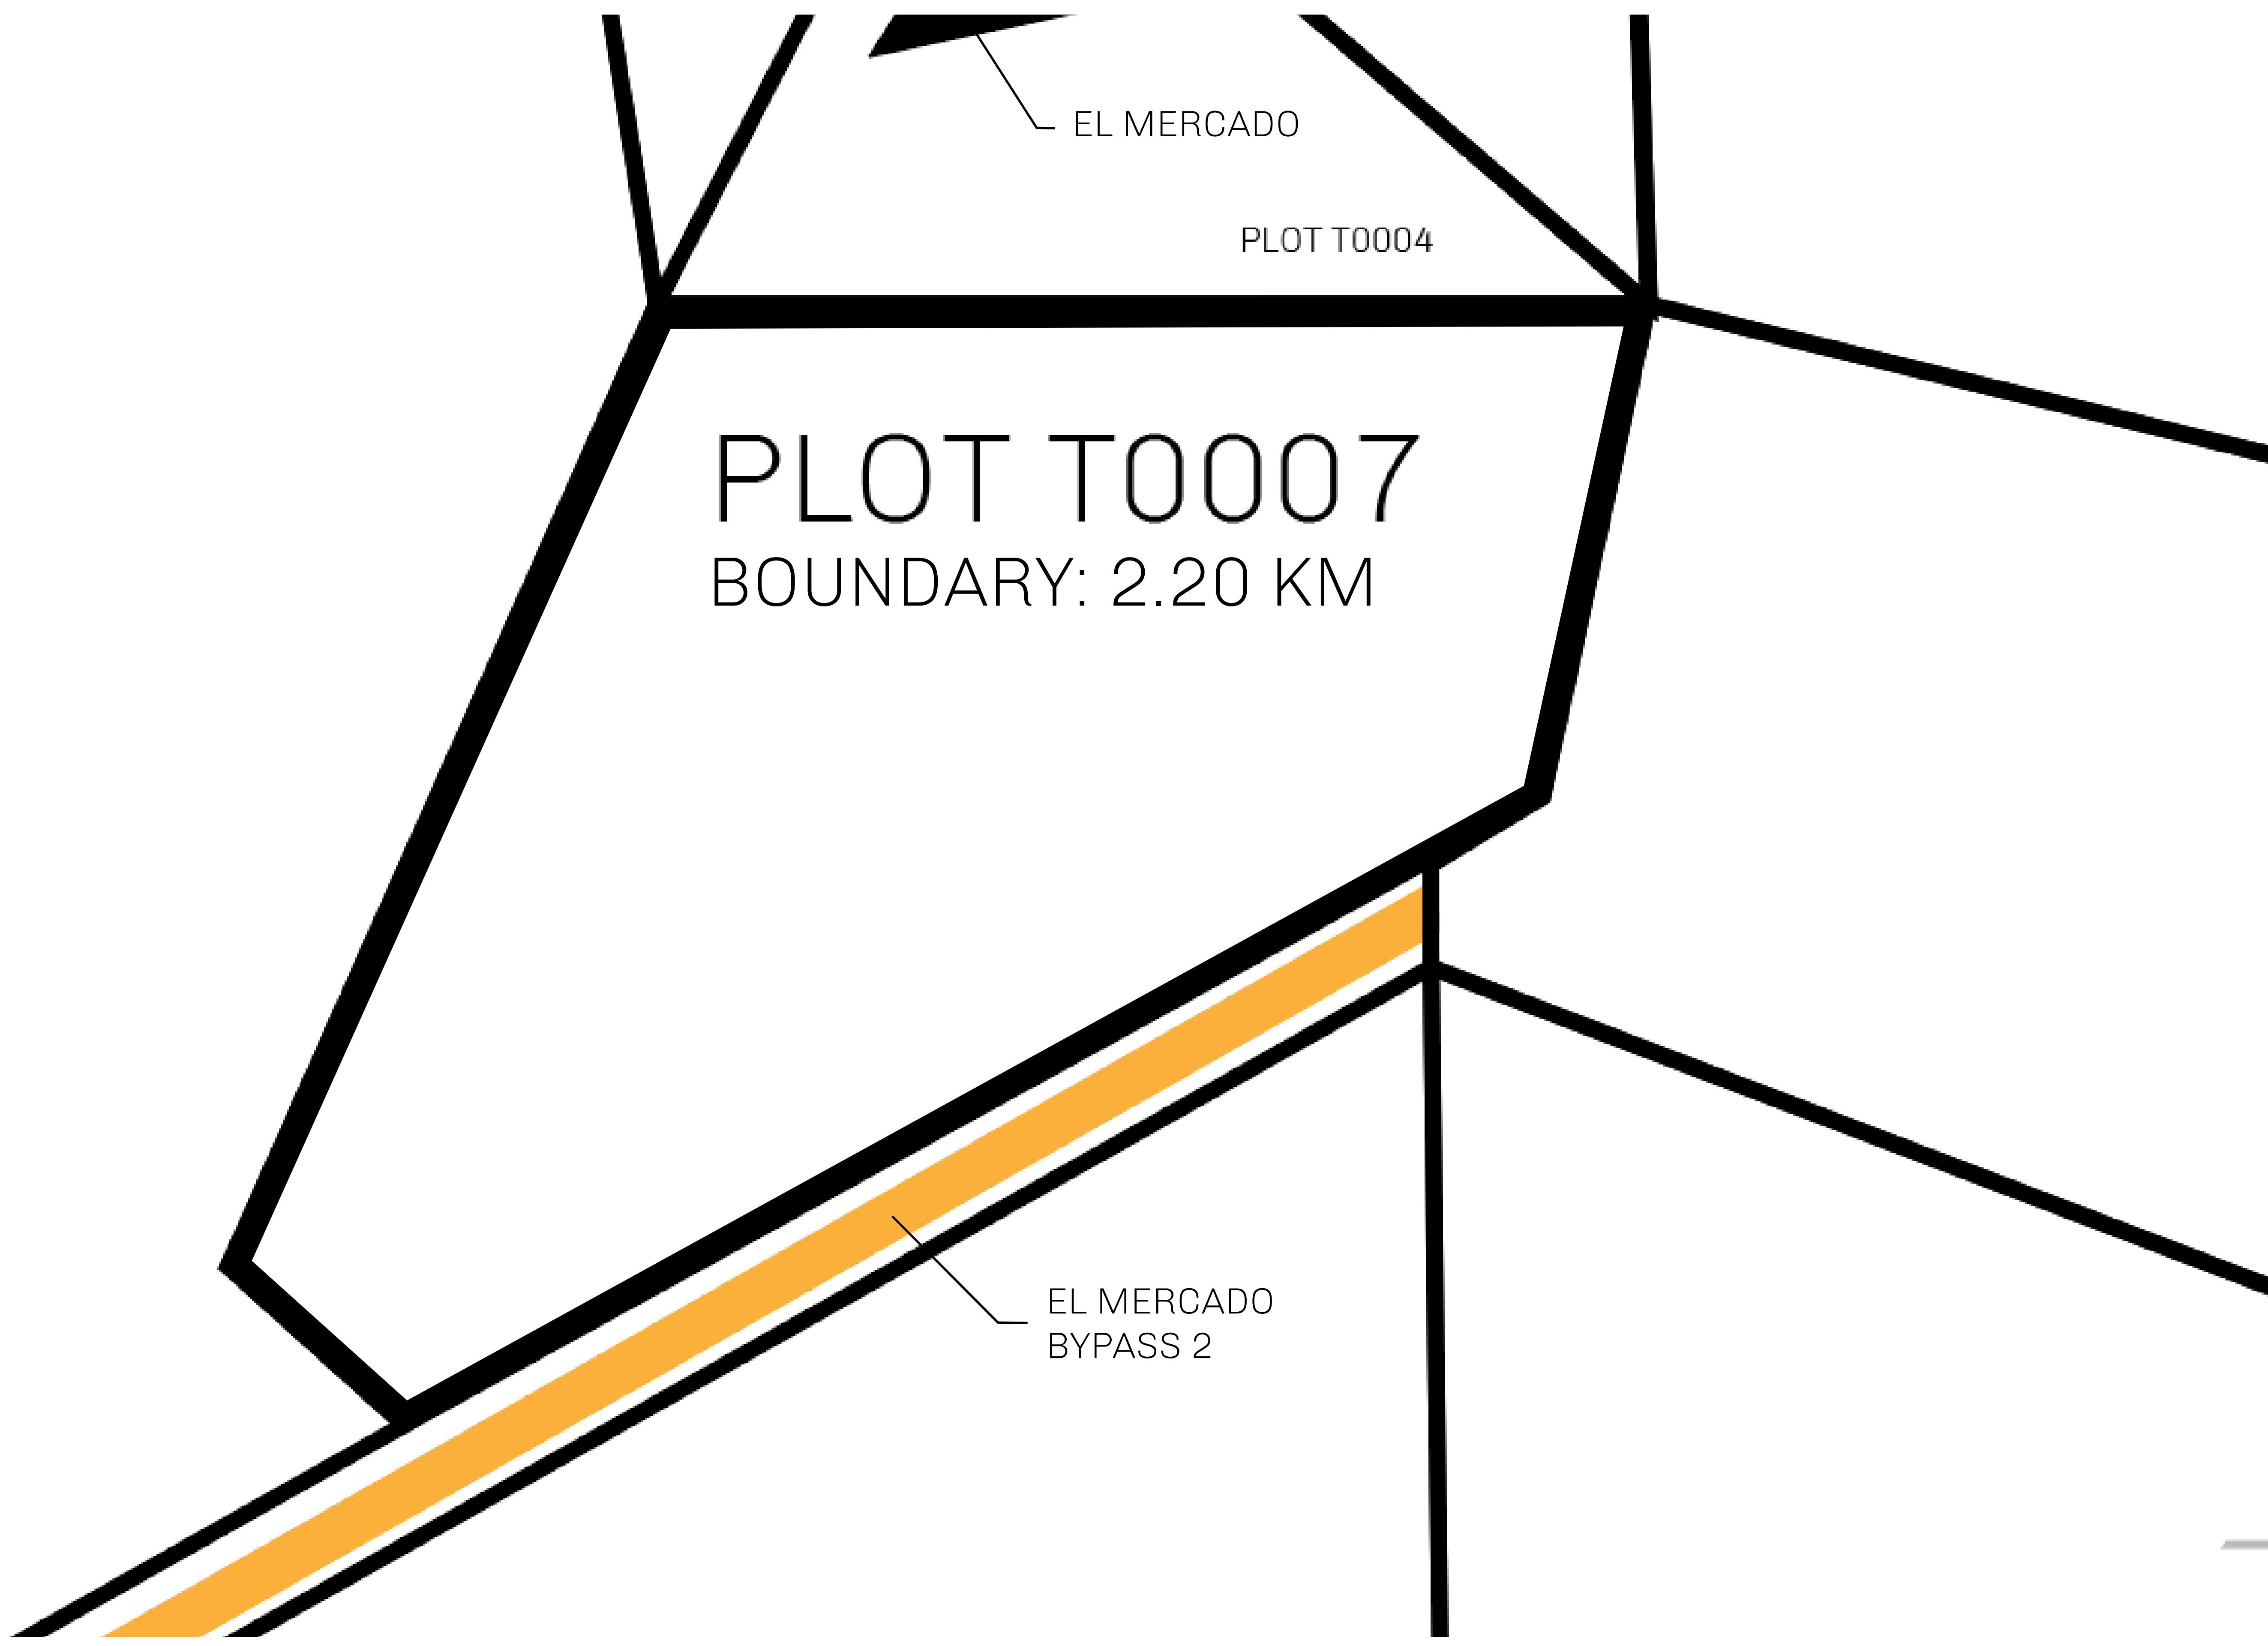 EL MERCADO
PLOT T0004
PLOT T0007
BOUNDARY: 2.20 KM
EL MERCADO
BYPASS 2